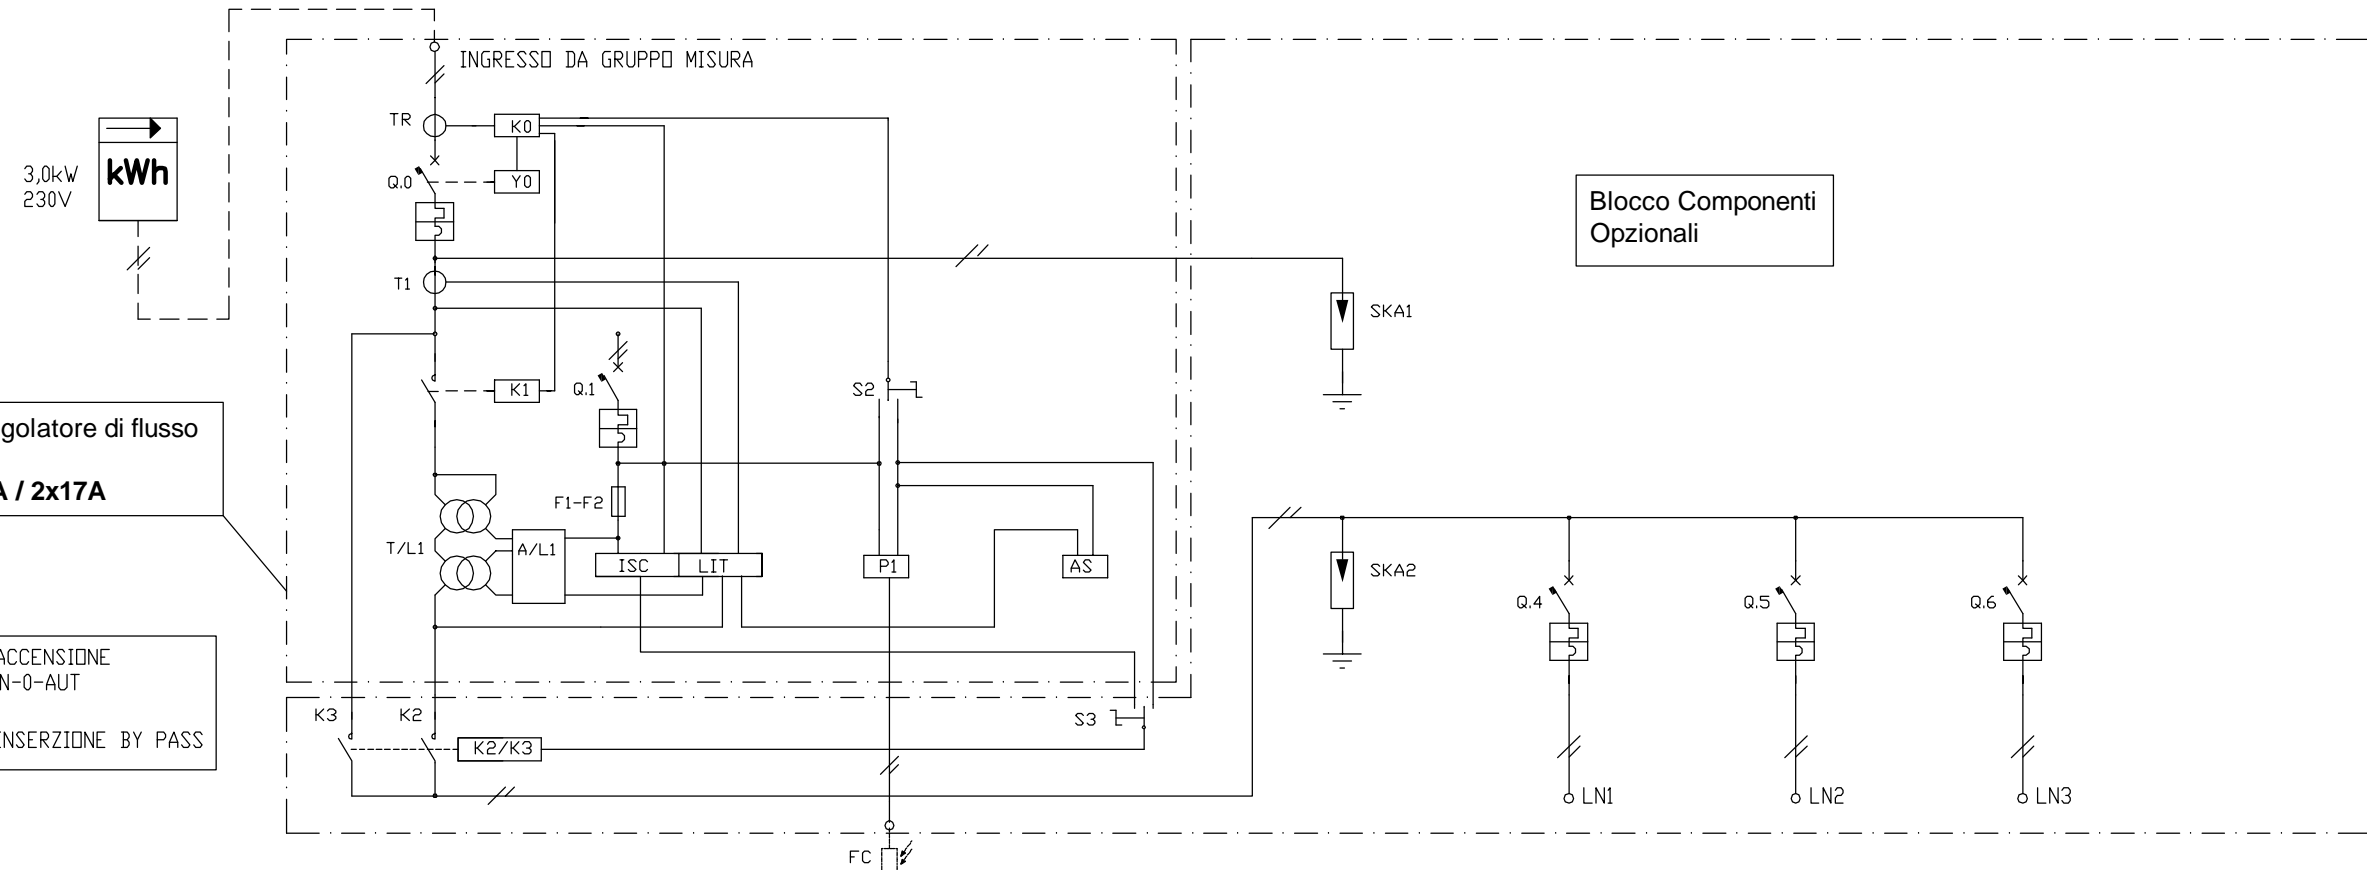 INGRESSO DA GRUPPO MISURA
TR
K0
3,0kW
230V
kWh
Q.0
Y0
Blocco Componenti
Opzionali
T1
SKA1
K1
Q.1
S2
golatore di flusso
A / 2x17A
F1-F2
T/L1
A/L1
ISC
LIT
P1
AS
SKA2
Q.4
Q.5
Q.6
ACCENSIONE
N-0-AUT
NSERZIONE BY PASS
K3
K2
S3
K2/K3
LN1
LN2
LN3
FC